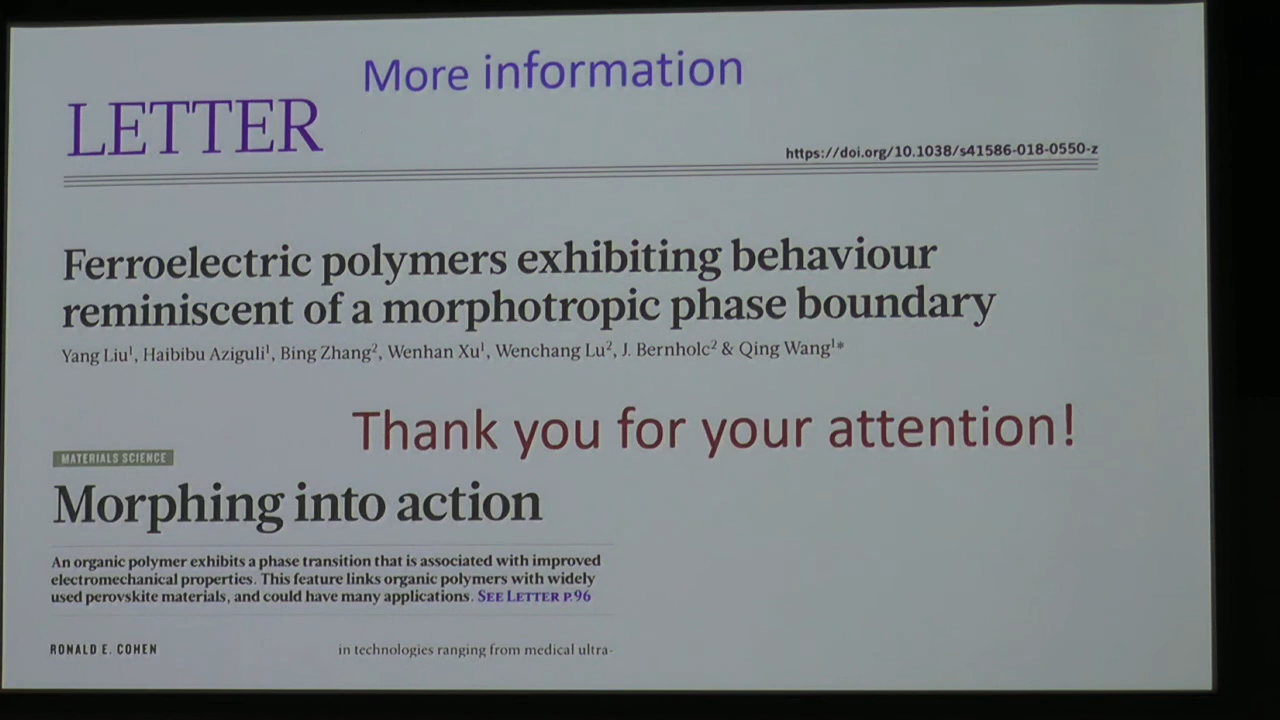 More information
LETTER
https://doi.org/10.1038/s41586-018-0550-z
Ferroelectric polymers exhibiting behaviour
reminiscent of a morphotropic phase boundary
Yang Liu¹, Haibibu Aziguli¹, Bing Zhang², Wenhan Xu¹, Wenchang Lu², J. Bernholc² & Qing Wang¹*
Thank you for your attention!
MATERIALS SCIENCE
Morphing into action
An organic polymer exhibits a phase transition that is associated with improved
electromechanical properties. This feature links organic polymers with widely
used perovskite materials, and could have many applications. SEE LETTER P.96
RONALD E. COHEN
in technologies ranging from medical ultra-